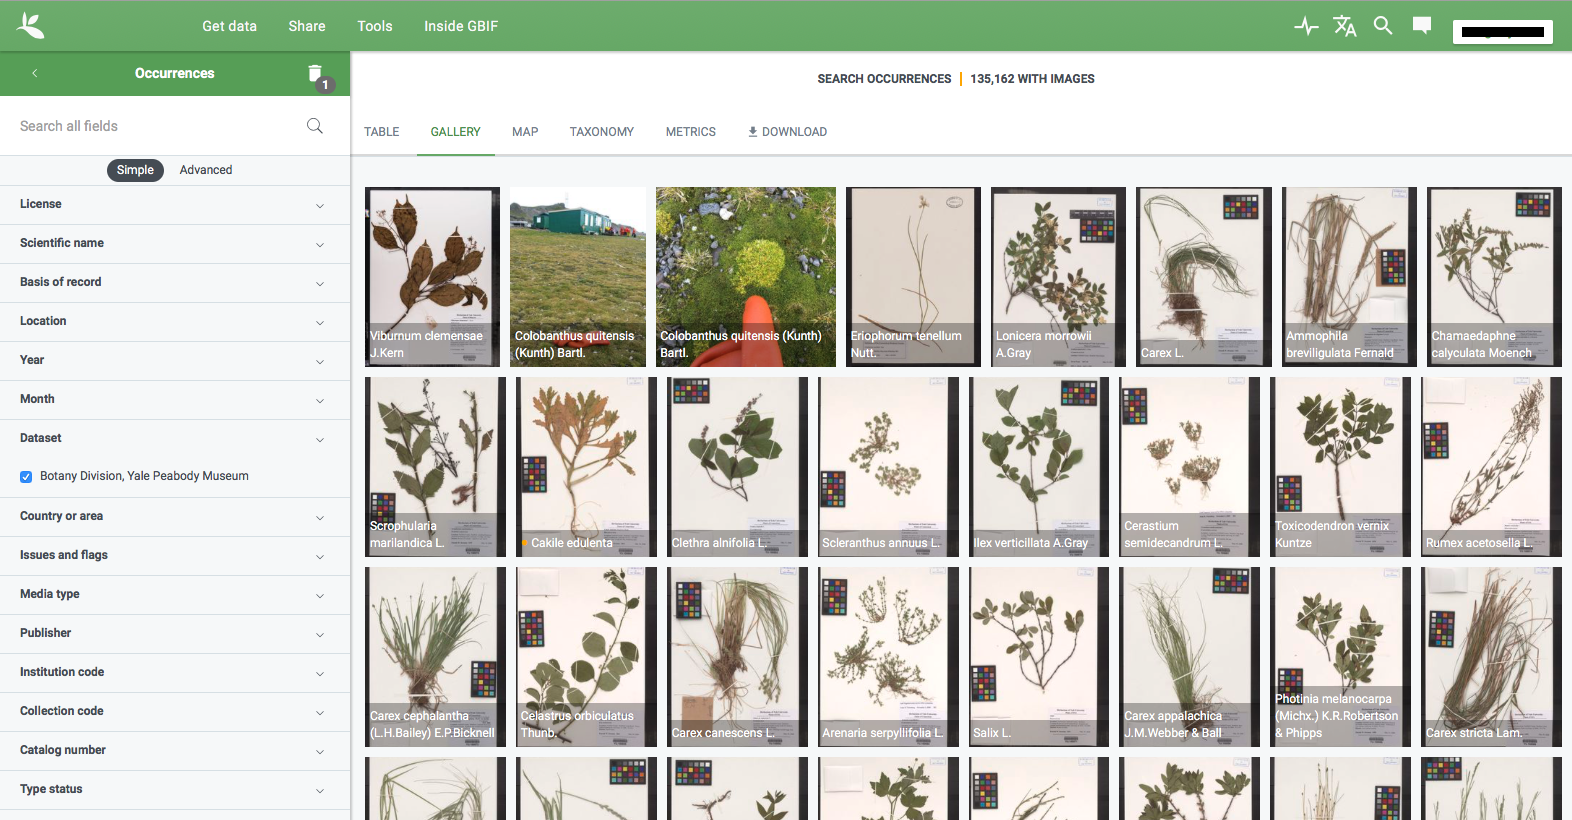 Get data
Share
Tools
Inside GBIF
Occurrences
1
Search all fields
Simple
Advanced
License
Scientific name
Basis of record
Location
Year
Month
Dataset
Botany Division, Yale Peabody Museum
Country or area
Issues and flags
Media type
Publisher
Institution code
Collection code
Catalog number
Type status
SEARCH OCCURRENCES | 135,162 WITH IMAGES
TABLE
GALLERY
MAP
TAXONOMY
METRICS
DOWNLOAD
Viburnum clemensae
J.Kern
Colobanthus quitensis
(Kunth) Bartl.
Colobanthus quitensis (Kunth)
Bartl.
Eriophorum tenellum
Nutt.
Lonicera morrowii
A.Gray
Carex L.
Ammophila
breviligulata Fernald
Chamaedaphne
calyculata Moench
Scrophularia
marilandica L.
Cakile edulenta
Clethra alnifolia L.
Scleranthus annuus L.
Ilex verticillata A.Gray
Cerastium
semidecandrum L.
Toxicodendron vernix
Kuntze
Rumex acetosella L.
Carex cephalantha
(L.H.Bailey) E.P.Bicknell
Celastrus orbiculatus
Thunb.
Carex canescens L.
Arenaria serpyllifolia L.
Salix L.
Carex appalachica
J.M.Webber & Ball
Photinia melanocarpa
(Michx.) K.R.Robertson
& Phipps
Carex stricta Lam.